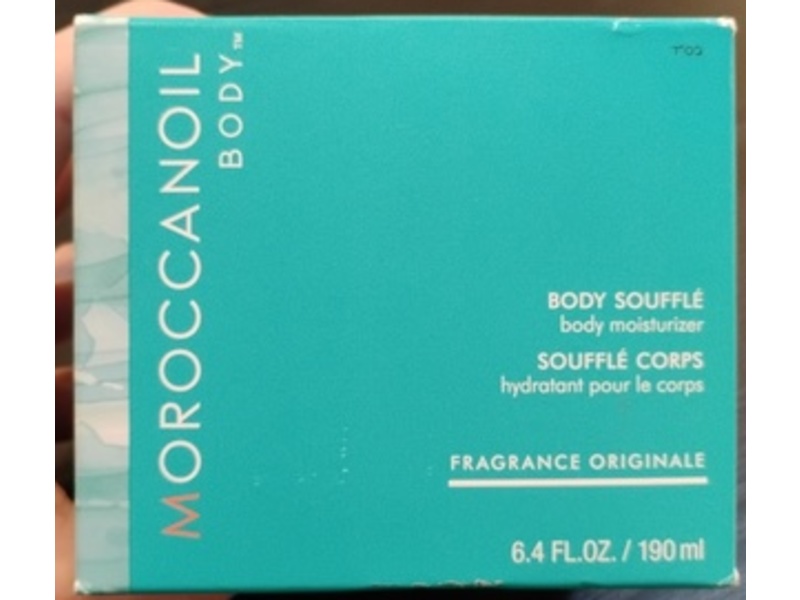 MOROCCANOIL
BODY™
BODY SOUFFLÉ
body moisturizer
SOUFFLÉ CORPS
hydratant pour le corps
FRAGRANCE ORIGINALE
6.4 FL.OZ. / 190 ml